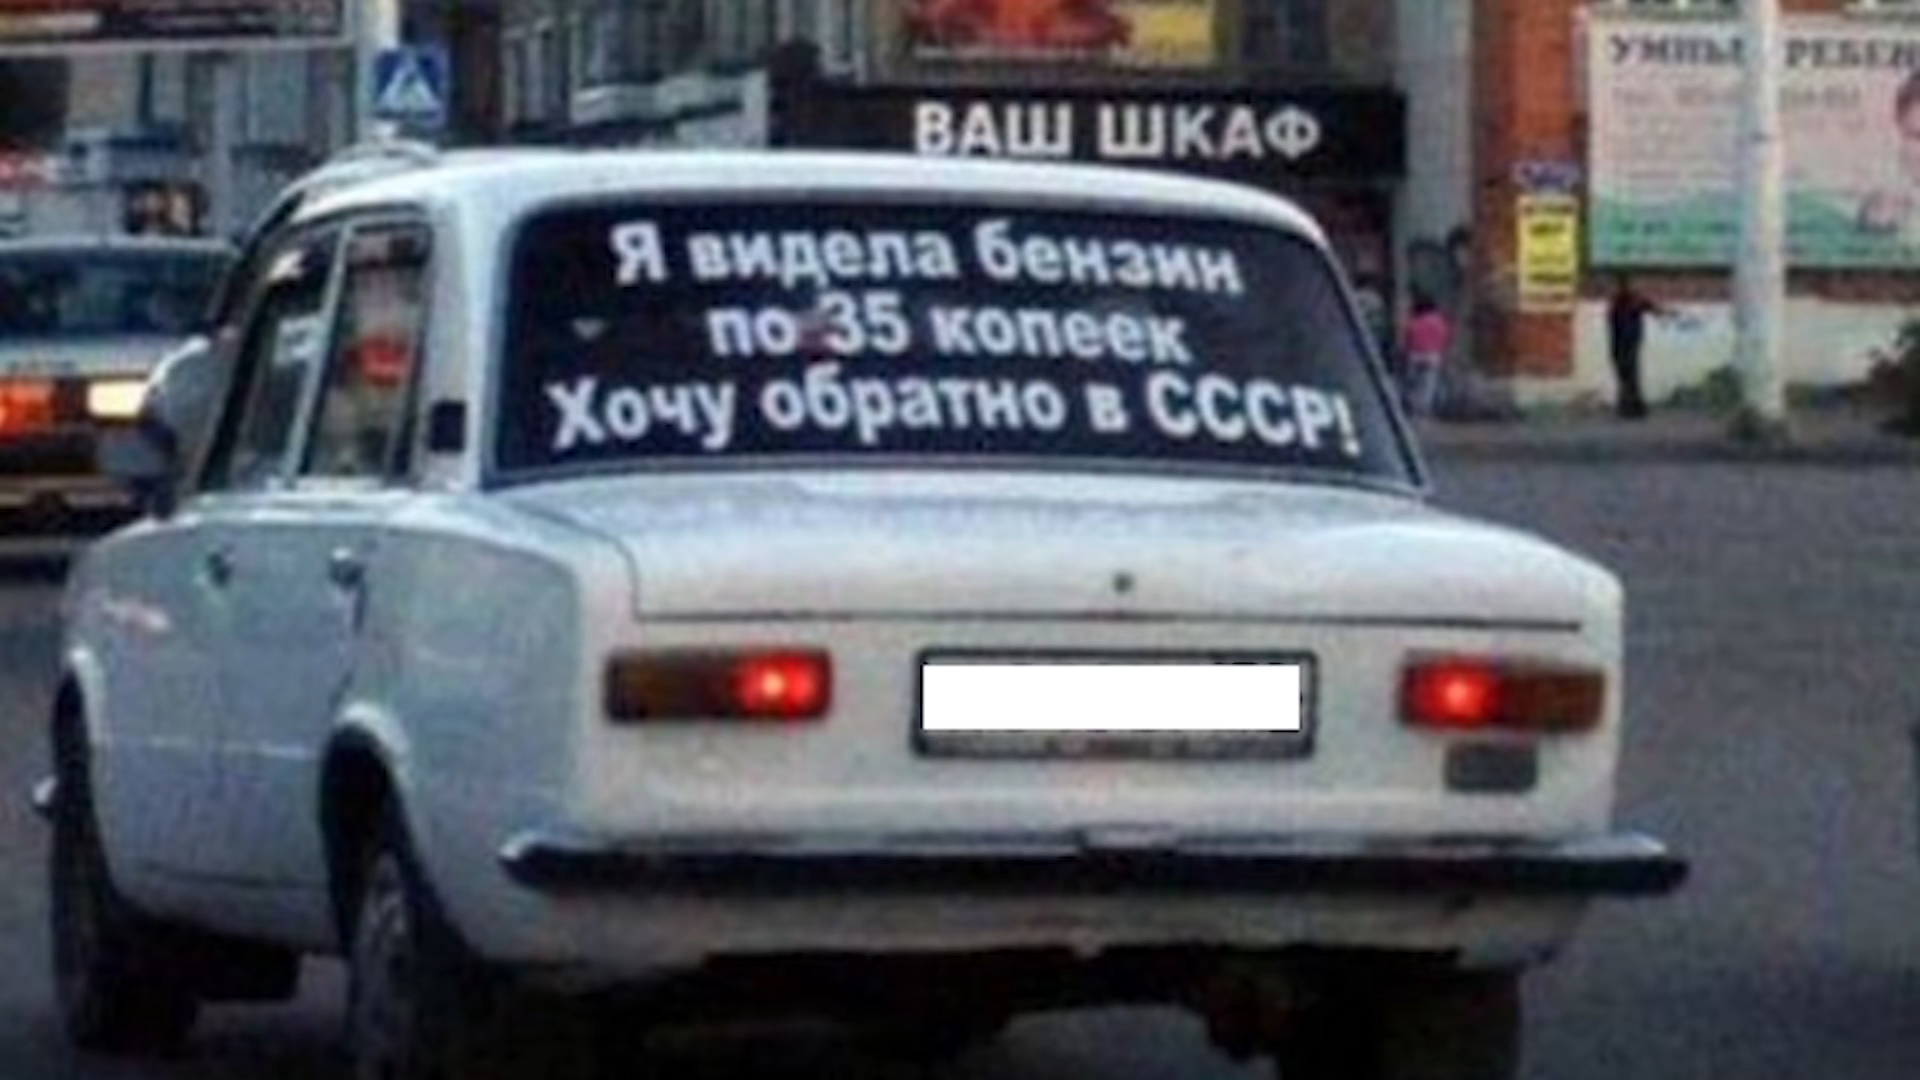 ВАШ ШКАФ
Я видела бензин
по 35 копеек
Хочу обратно в СССР!